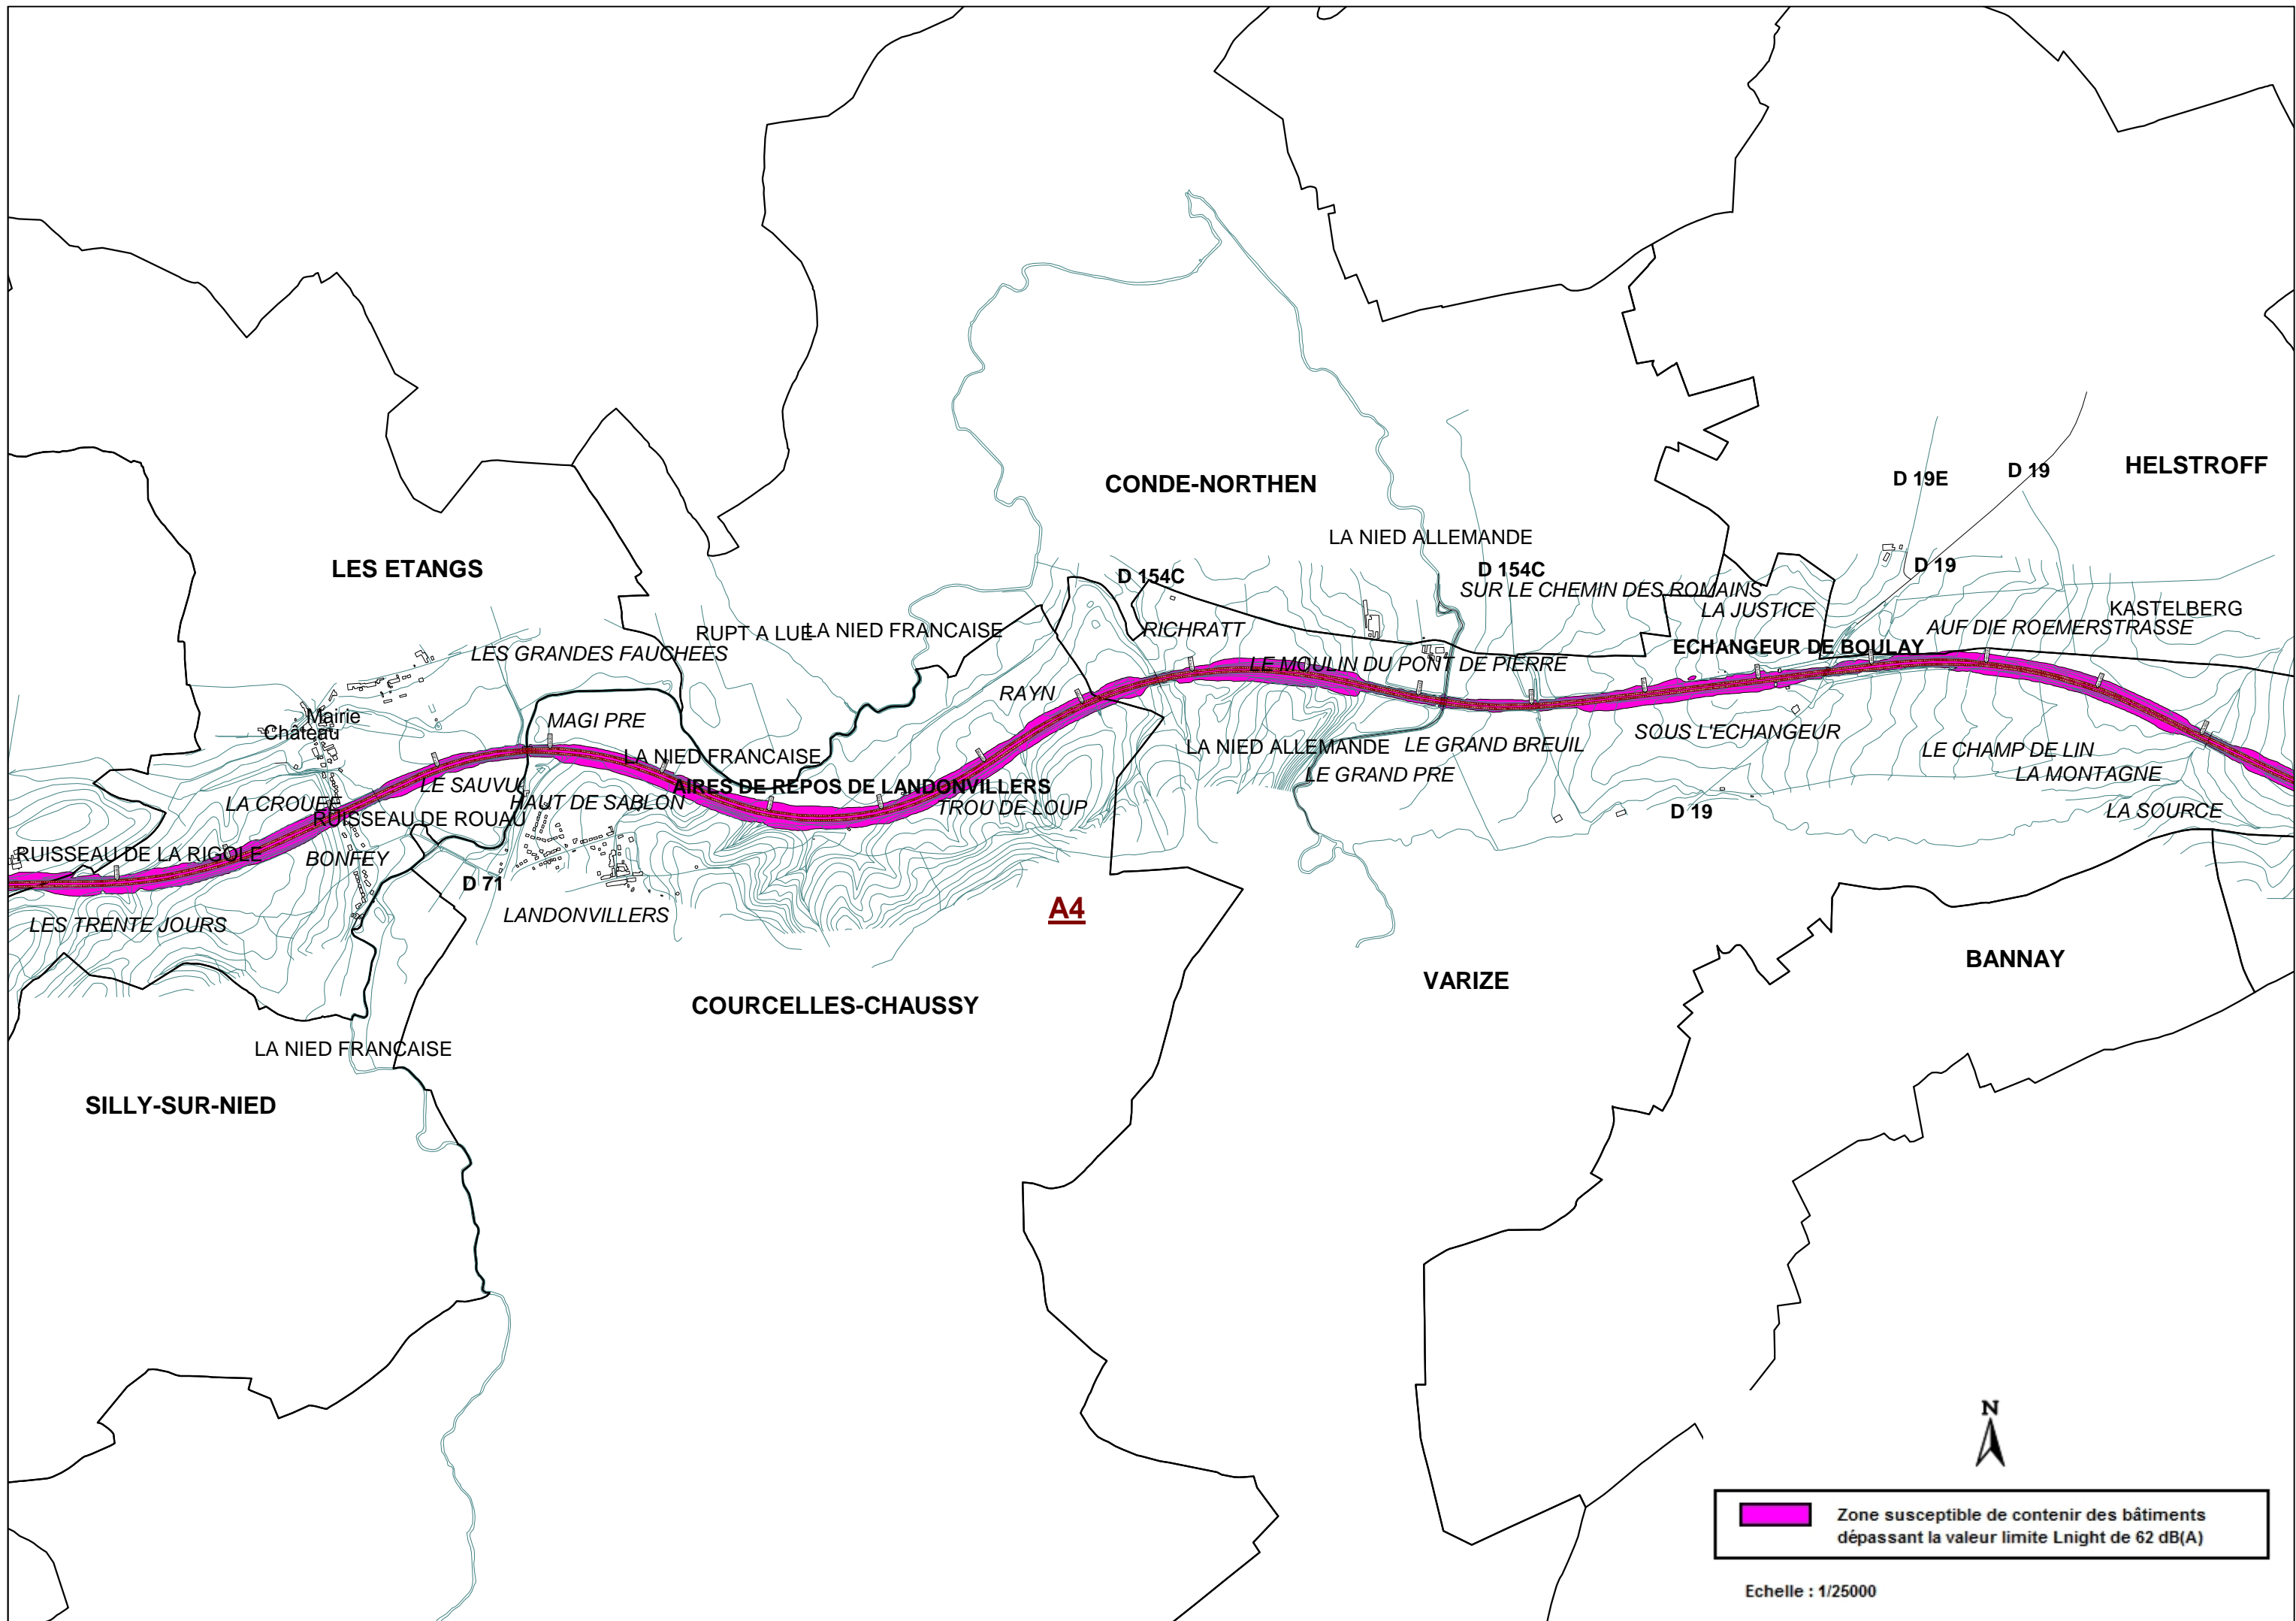 HELSTROFF
D 19
D 19E
CONDE-NORTHEN
LA NIED ALLEMANDE
LES ETANGS
D 154C
D 154C
D 19
SUR LE CHEMIN DES ROMAINS
LA JUSTICE
KASTELBERG
AUF DIE ROEMERSTRASSE
RUPT A LUE
LA NIED FRANCAISE
RICHRATT
ECHANGEUR DE BOULAY
LES GRANDES FAUCHEES
LE MOULIN DU PONT DE PIERRE
RAYN
Mairie
Château
MAGI PRE
SOUS L'ECHANGEUR
LA NIED FRANCAISE
LA NIED ALLEMANDE
LE GRAND BREUIL
LE CHAMP DE LIN
LE GRAND PRE
LA MONTAGNE
LE SAUVU
AIRES DE REPOS DE LANDONVILLERS
LA CROUEE
HAUT DE SABLON
TROU DE LOUP
D 19
LA SOURCE
RUISSEAU DE ROUAU
RUISSEAU DE LA RIGOLE
BONFEY
D 71
LES TRENTE JOURS
LANDONVILLERS
A4
BANNAY
VARIZE
COURCELLES-CHAUSSY
LA NIED FRANCAISE
SILLY-SUR-NIED
N
Zone susceptible de contenir des bâtiments
dépassant la valeur limite Lnight de 62 dB(A)
Echelle : 1/25000